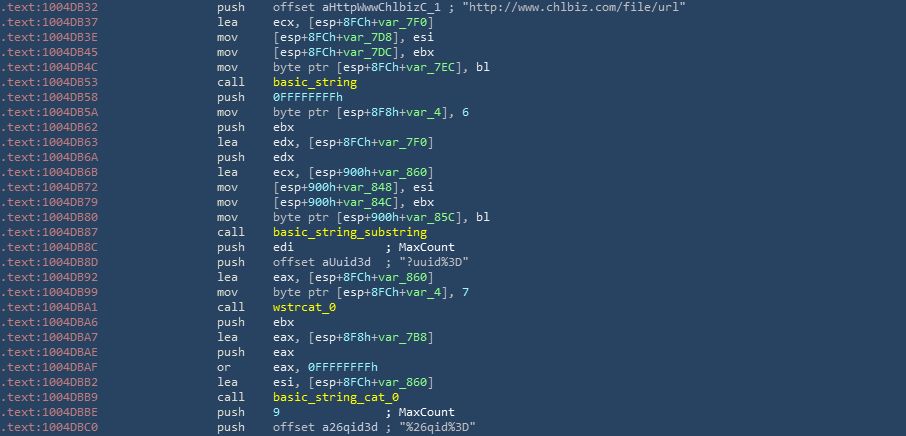 .text:1004DB32 push offset aHttpWwwChlbizC_1 ; "http://www.chlbiz.com/file/url"
.text:1004DB37 lea ecx, [esp+8FCh+var_7F0]
.text:1004DB3E mov [esp+8FCh+var_7D8], esi
.text:1004DB45 mov [esp+8FCh+var_7DC], ebx
.text:1004DB4C mov byte ptr [esp+8FCh+var_7EC], bl
.text:1004DB53 call basic_string
.text:1004DB58 push 0FFFFFFFFh
.text:1004DB5A mov byte ptr [esp+8F8h+var_4], 6
.text:1004DB62 push ebx
.text:1004DB63 lea edx, [esp+8FCh+var_7F0]
.text:1004DB6A push edx
.text:1004DB6B lea ecx, [esp+900h+var_860]
.text:1004DB72 mov [esp+900h+var_848], esi
.text:1004DB79 mov [esp+900h+var_84C], ebx
.text:1004DB80 mov byte ptr [esp+900h+var_85C], bl
.text:1004DB87 call basic_string_substring
.text:1004DB8C push edi ; MaxCount
.text:1004DB8D push offset aUuid3d ; "?uuid%3D"
.text:1004DB92 lea eax, [esp+8FCh+var_860]
.text:1004DB99 mov byte ptr [esp+8FCh+var_4], 7
.text:1004DBA1 call wstrcat_0
.text:1004DBA6 push ebx
.text:1004DBA7 lea eax, [esp+8F8h+var_7B8]
.text:1004DBAE push eax
.text:1004DBAF or eax, 0FFFFFFFFh
.text:1004DBB2 lea esi, [esp+8FCh+var_860]
.text:1004DBB9 call basic_string_cat_0
.text:1004DBBE push 9 ; MaxCount
.text:1004DBC0 push offset a26qid3d ; "%26qid%3D"